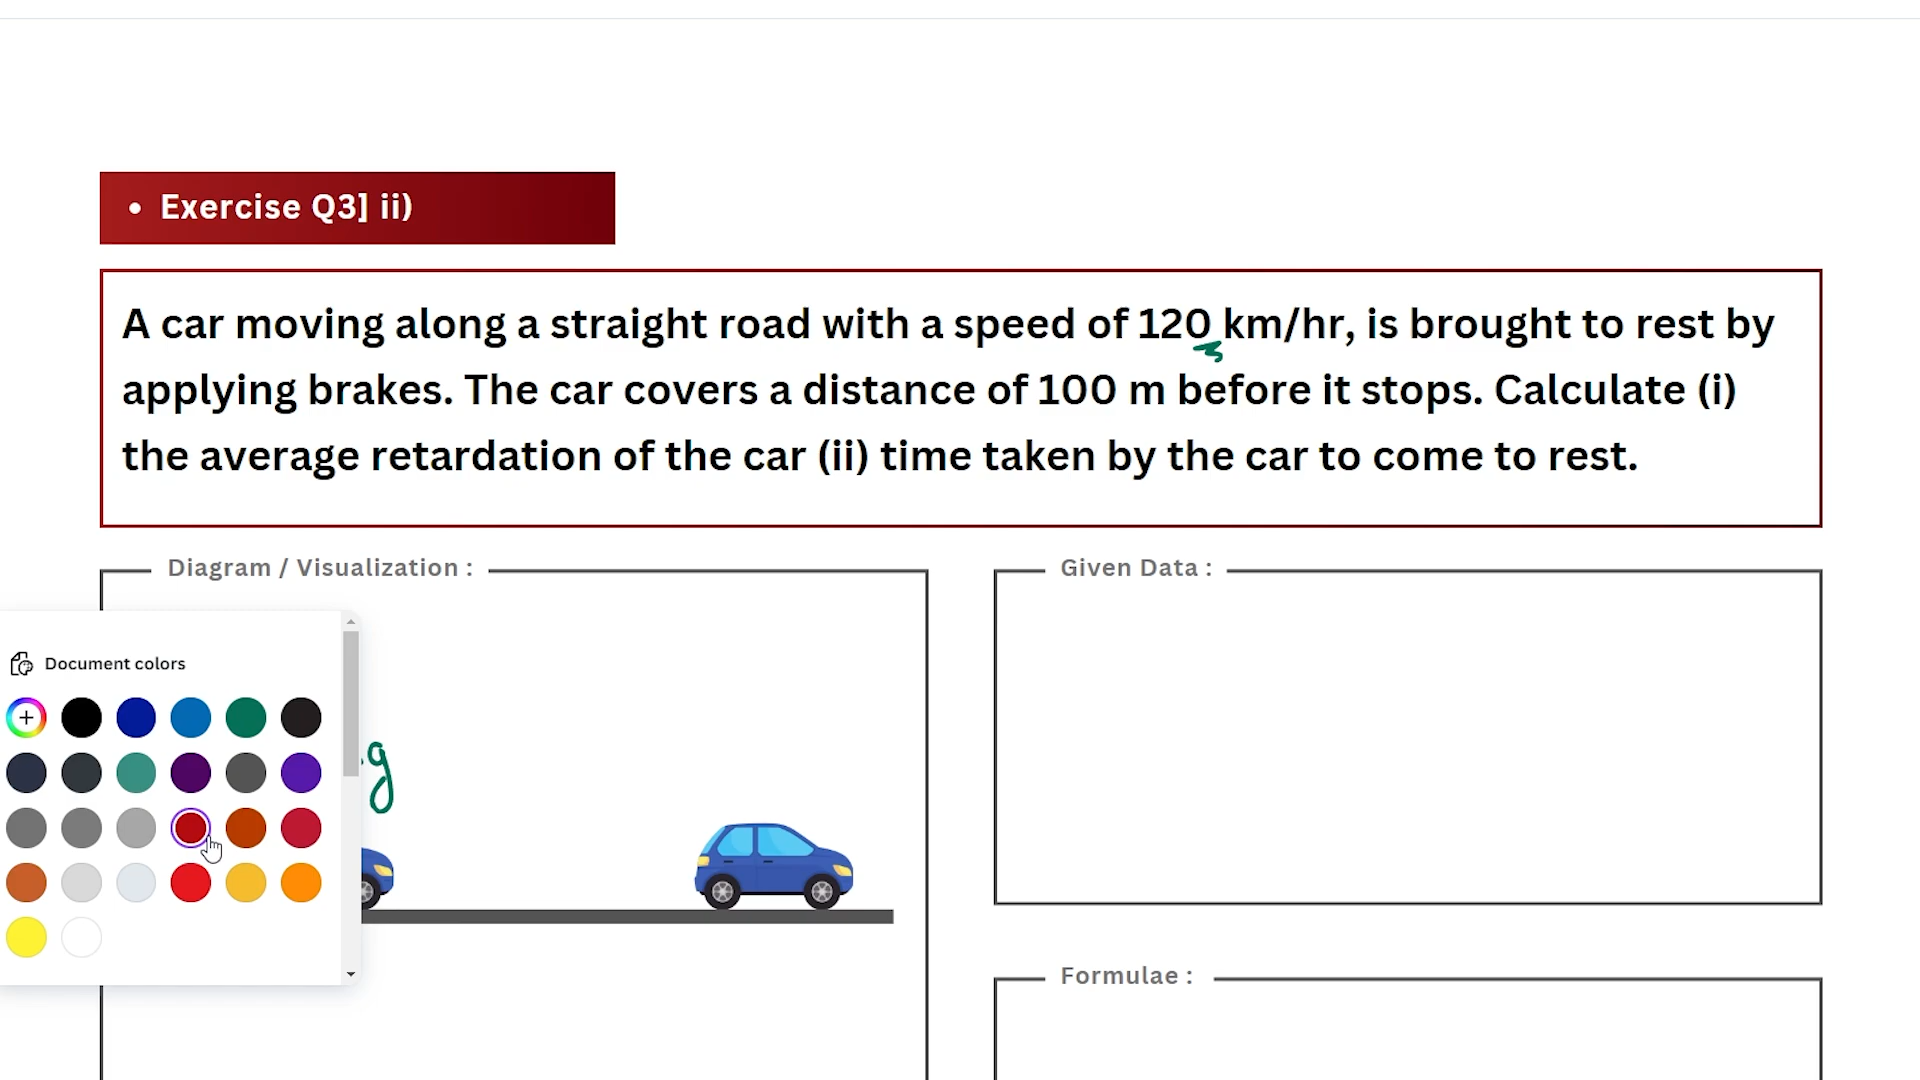 • Exercise Q3] ii)
A car moving along a straight road with a speed of 120 km/hr, is brought to rest by
applying brakes. The car covers a distance of 100 m before it stops. Calculate (i)
the average retardation of the car (ii) time taken by the car to come to rest.
Diagram / Visualization :
Given Data :
Document colors
g
Formulae :